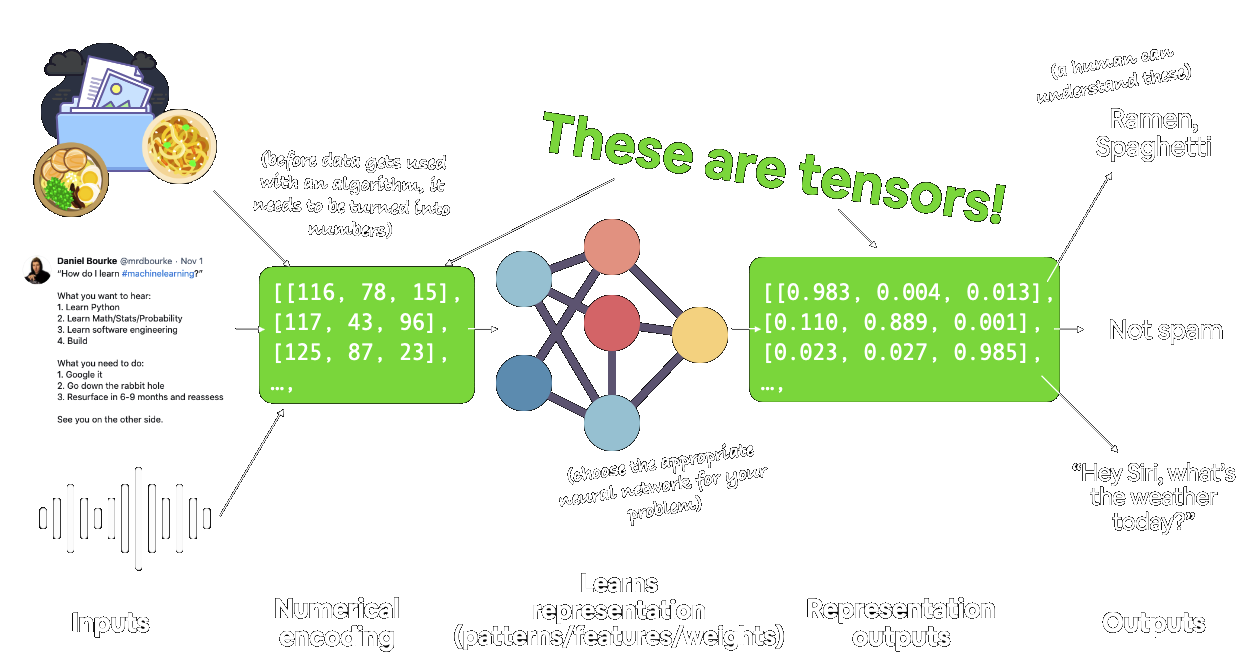 (a human can
understand these)
Ramen,
Spaghetti
These are tensors!
(before data gets used
with an algorithm, it
needs to be turned into
numbers)
Daniel Bourke @mrdbourke · Nov 1
“How do I learn #machinelearning?”
What you want to hear:
1. Learn Python
2. Learn Math/Stats/Probability
3. Learn software engineering
4. Build
What you need to do:
1. Google it
2. Go down the rabbit hole
3. Resurface in 6-9 months and reassess
See you on the other side.
[[116, 78, 15],
[117, 43, 96],
[125, 87, 23],
…,
[[0.983, 0.004, 0.013],
[0.110, 0.889, 0.001],
[0.023, 0.027, 0.985],
…,
Not spam
(choose the appropriate
neural network for your
problem)
“Hey Siri, what’s
the weather
today?”
Inputs
Numerical
encoding
Learns
representation
(patterns/features/weights)
Representation
outputs
Outputs